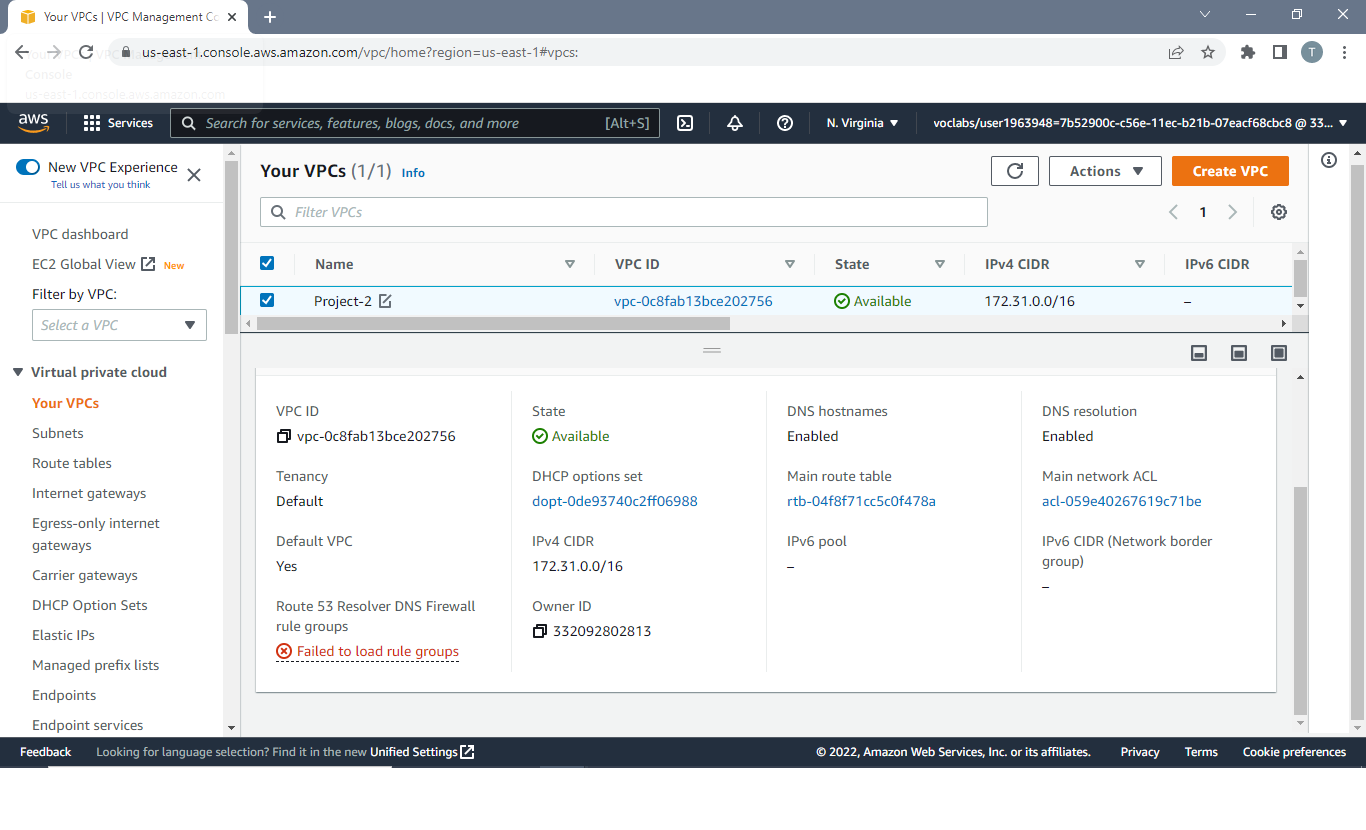 Your VPCs | VPC Management Co
us-east-1.console.aws.amazon.com/vpc/home?region=us-east-1#vpcs:
T
Console
us-east-1.console.aws.amazon.com
aws
Services
Search for services, features, blogs, docs, and more
[Alt+S]
N. Virginia
voclabs/user1963948=7b52900c-c56e-11ec-b21b-07eacf68cbc8 @ 33...
New VPC Experience
Tell us what you think
VPC dashboard
EC2 Global View New
Filter by VPC:
Select a VPC
Virtual private cloud
Your VPCs
Subnets
Route tables
Internet gateways
Egress-only internet
gateways
Carrier gateways
DHCP Option Sets
Elastic IPs
Managed prefix lists
Endpoints
Endpoint services
Your VPCs (1/1) Info
Actions
Create VPC
Filter VPCs
1
Name VPC ID State IPv4 CIDR IPv6 CIDR
Project-2 vpc-0c8fab13bce202756 Available 172.31.0.0/16 –
VPC ID
vpc-0c8fab13bce202756
State
Available
DNS hostnames
Enabled
DNS resolution
Enabled
Tenancy
Default
DHCP options set
dopt-0de93740c2ff06988
Main route table
rtb-04f8f71cc5c0f478a
Main network ACL
acl-059e40267619c71be
Default VPC
Yes
IPv4 CIDR
172.31.0.0/16
IPv6 pool
–
IPv6 CIDR (Network border
group)
–
Route 53 Resolver DNS Firewall
rule groups
Failed to load rule groups
Owner ID
332092802813
Feedback
Looking for language selection? Find it in the new Unified Settings
© 2022, Amazon Web Services, Inc. or its affiliates.
Privacy
Terms
Cookie preferences